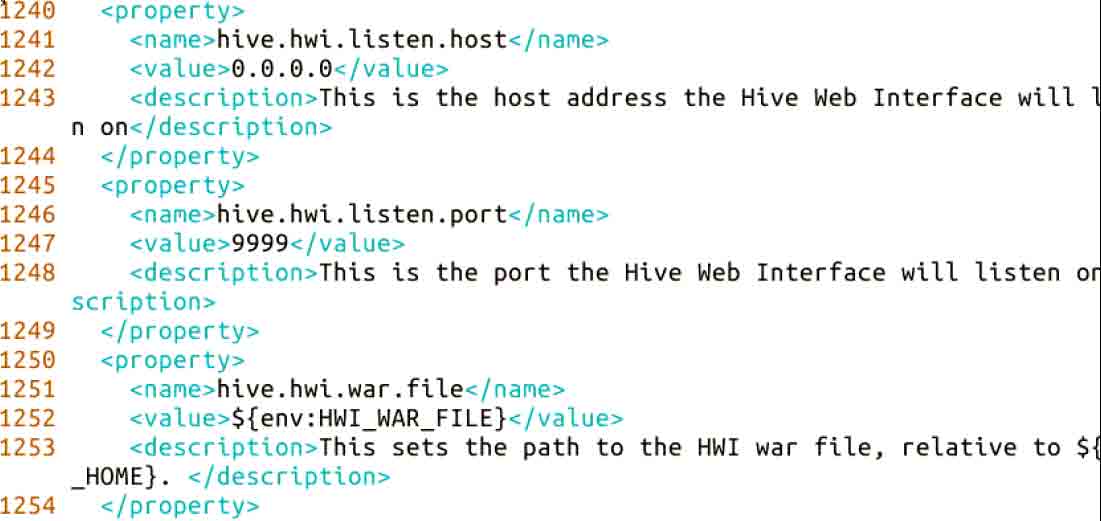 1240 <property>
1241 <name>hive.hwi.listen.host</name>
1242 <value>0.0.0.0</value>
1243 <description>This is the host address the Hive Web Interface will
n on</description>
1244 </property>
1245 <property>
1246 <name>hive.hwi.listen.port</name>
1247 <value>9999</value>
1248 <description>This is the port the Hive Web Interface will listen on
scription>
1249 </property>
1250 <property>
1251 <name>hive.hwi.war.file</name>
1252 <value>${env:HWI_WAR_FILE}</value>
1253 <description>This sets the path to the HWI war file, relative to ${
_HOME}. </description>
1254 </property>